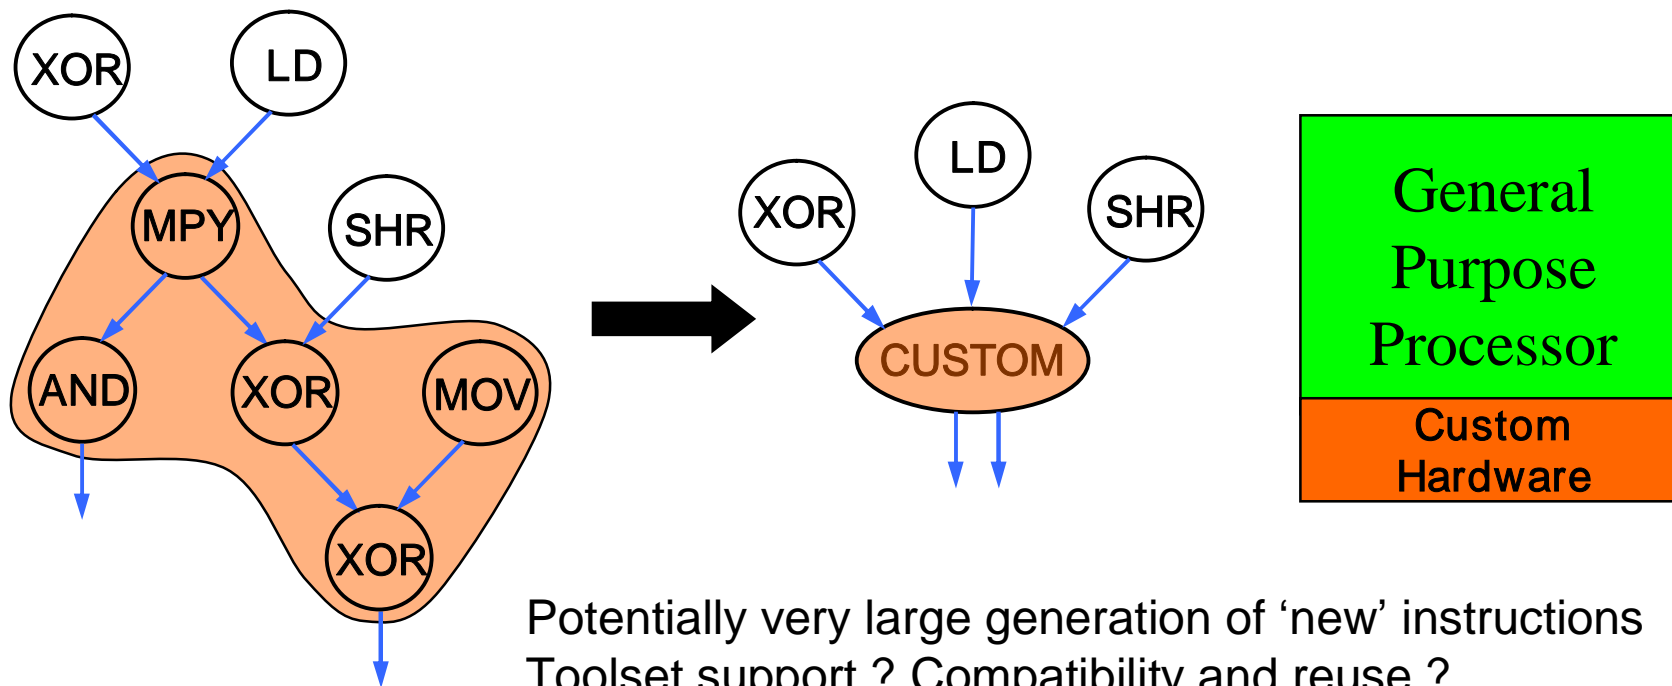 XOR
LD
MPY
SHR
AND
XOR
MOV
XOR
XOR
LD
SHR
CUSTOM
General
Purpose
Processor
Custom
Hardware
Potentially very large generation of ‘new’ instructions
Toolset support ? Compatibility and reuse ?